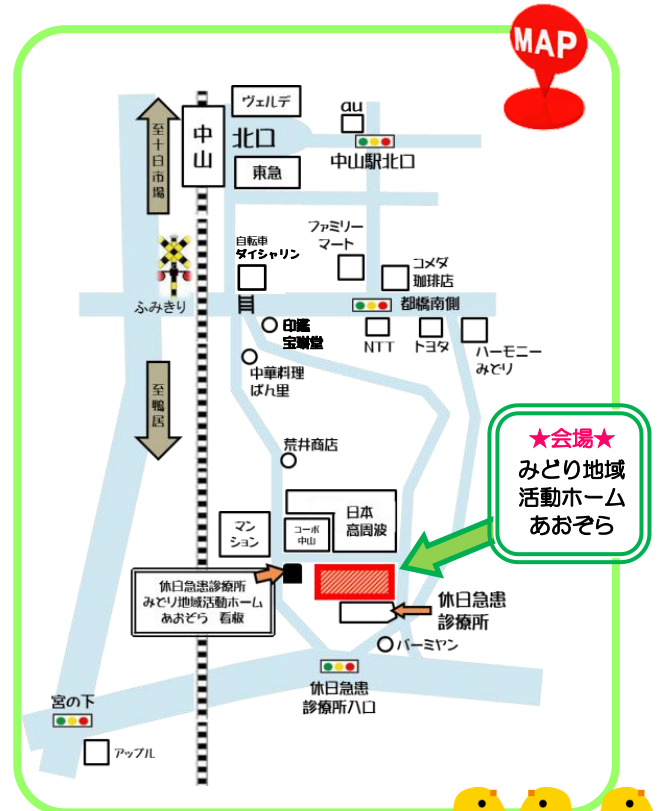 MAP
ヴェルデ
au
中山
北口
中山駅北口
東急
至十日市場
自転車
ダイシャリン
ファミリー
マート
コメダ
珈琲店
ふみきり
都橋南側
印鑑
宝瑞堂
NTT
トヨタ
ハーモニー
みどり
中華料理
ばん里
至鴨居
★会場★
みどり地域
活動ホーム
あおぞら
荒井商店
日本
高周波
マン
ション
コーポ
中山
休日急患診療所
みどり地域活動ホーム
あおぞら 看板
休日急患
診療所
バーミヤン
休日急患
診療所入口
宮の下
アップル